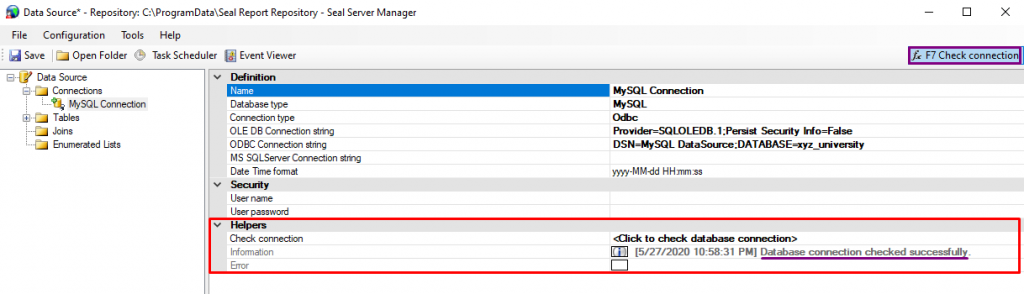 Data Source* - Repository: C:\ProgramData\Seal Report Repository - Seal Server Manager
File Configuration Tools Help
Save Open Folder Task Scheduler Event Viewer fx F7 Check connection
Data Source
Connections
MySQL Connection
Tables
Joins
Enumerated Lists
Definition
Name MySQL Connection
Database type MySQL
Connection type Odbc
OLE DB Connection string Provider=SQLOLEDB.1;Persist Security Info=False
ODBC Connection string DSN=MySQL DataSource;DATABASE=xyz_university
MS SQLServer Connection string
Date Time format yyyy-MM-dd HH:mm:ss
Security
User name
User password
Helpers
Check connection <Click to check database connection>
Information [5/27/2020 10:58:31 PM] Database connection checked successfully.
Error